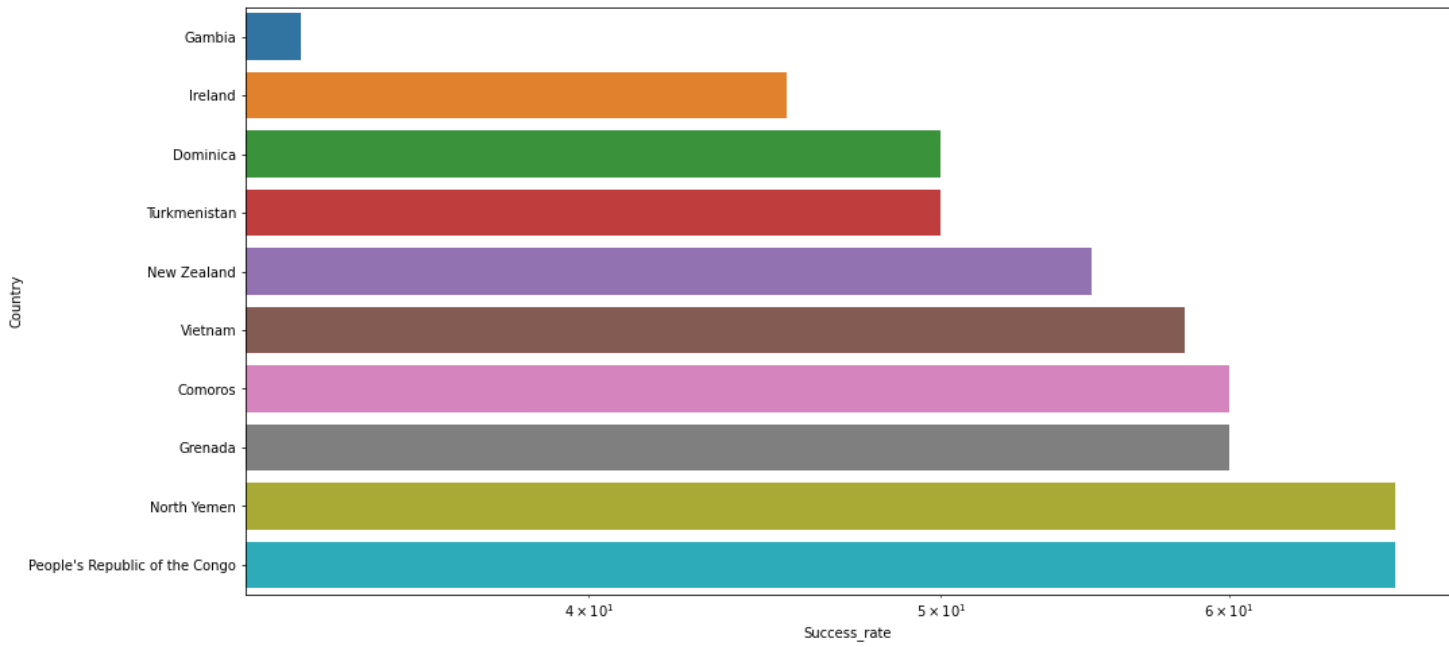 Gambia
Ireland
Dominica
Turkmenistan
New Zealand
Vietnam
Comoros
Grenada
North Yemen
People's Republic of the Congo
Country
4 × 10¹
5 × 10¹
6 × 10¹
Success_rate